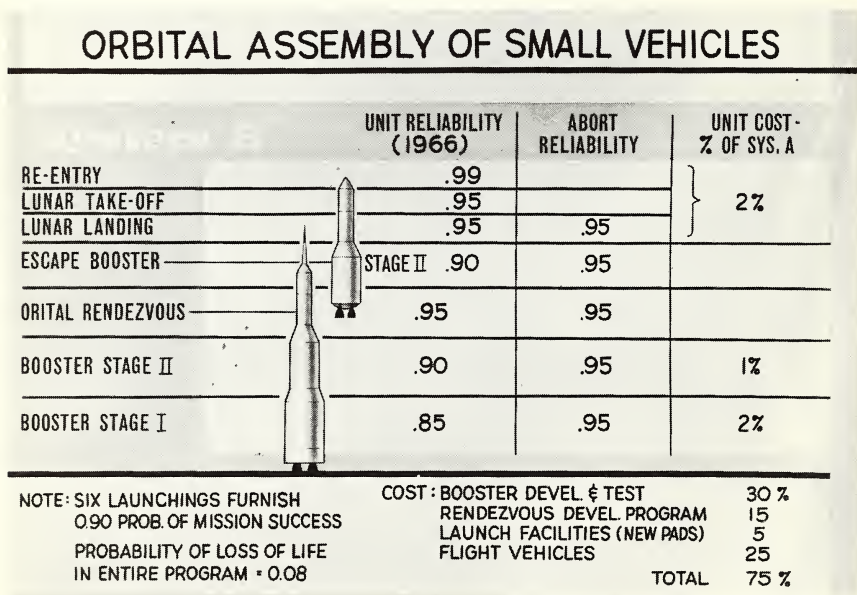 ORBITAL ASSEMBLY OF SMALL VEHICLES
UNIT RELIABILITY (1966) ABORT RELIABILITY UNIT COST - % OF SYS. A
RE-ENTRY .99
LUNAR TAKE-OFF .95 2%
LUNAR LANDING .95 .95
ESCAPE BOOSTER STAGE II .90 .95
ORITAL RENDEZVOUS .95 .95
BOOSTER STAGE II .90 .95 1%
BOOSTER STAGE I .85 .95 2%
NOTE: SIX LAUNCHINGS FURNISH
0.90 PROB. OF MISSION SUCCESS
PROBABILITY OF LOSS OF LIFE
IN ENTIRE PROGRAM = 0.08
COST: BOOSTER DEVEL. & TEST 30 %
RENDEZVOUS DEVEL. PROGRAM 15
LAUNCH FACILITIES (NEW PADS) 5
FLIGHT VEHICLES 25
TOTAL 75 %